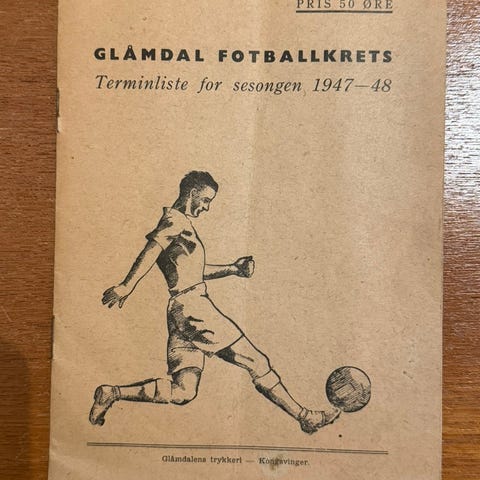 PRIS 50 ØRE
GLÅMDAL FOTBALLKRETS
Terminliste for sesongen 1947—48
Glåmdalens trykkeri — Kongsvinger.